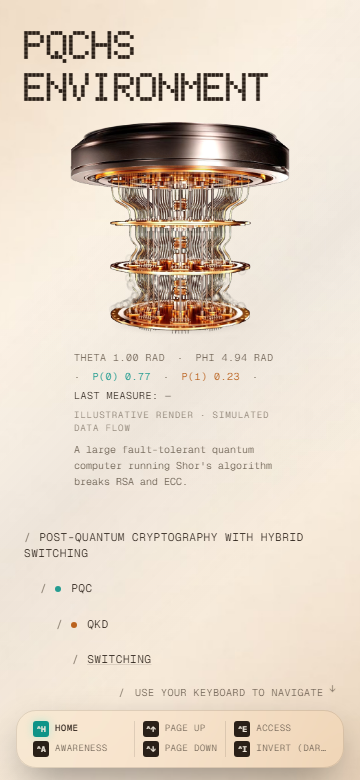 PQCHS
ENVIRONMENT
THETA 1.00 RAD · PHI 4.94 RAD
· P(0) 0.77 · P(1) 0.23 ·
LAST MEASURE: —
ILLUSTRATIVE RENDER · SIMULATED
DATA FLOW
A large fault-tolerant quantum
computer running Shor's algorithm
breaks RSA and ECC.
/ POST-QUANTUM CRYPTOGRAPHY WITH HYBRID
SWITCHING
/ PQC
/ QKD
/ SWITCHING
/ USE YOUR KEYBOARD TO NAVIGATE ↓
^H HOME
^↑ PAGE UP
^E ACCESS
^A AWARENESS
^↓ PAGE DOWN
^I INVERT (DAR…